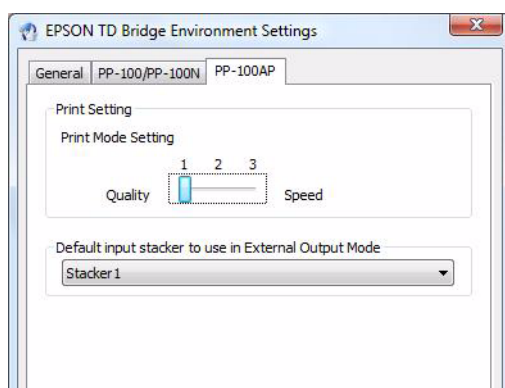 EPSON TD Bridge Environment Settings
General PP-100/PP-100N PP-100AP
Print Setting
Print Mode Setting
1 2 3
Quality Speed
Default input stacker to use in External Output Mode
Stacker1